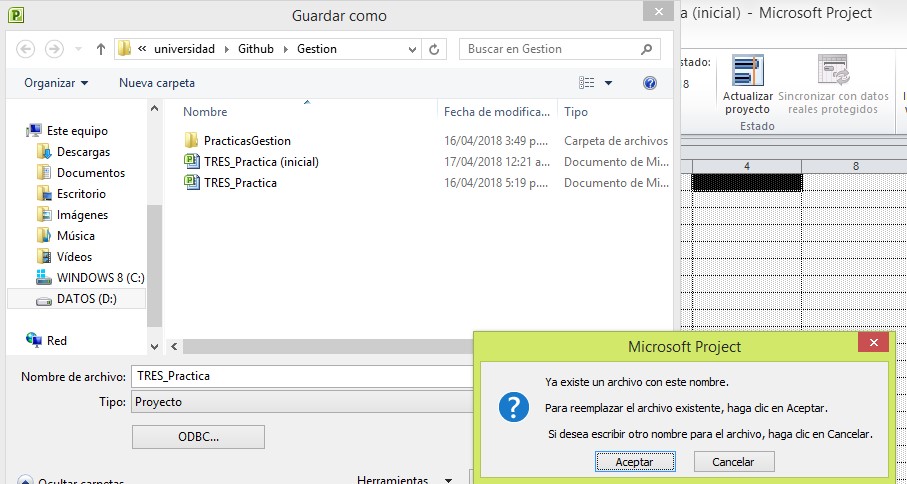 Guardar como
a (inicial) - Microsoft Project
« universidad Github Gestion
Buscar en Gestion
stado:
8
Actualizar proyecto
Sincronizar con datos reales protegidos
Estado
Organizar
Nueva carpeta
Nombre
Fecha de modifica...
Tipo
Este equipo
Descargas
Documentos
Escritorio
Imágenes
Música
Vídeos
WINDOWS 8 (C:)
DATOS (D:)
Red
PracticasGestion 16/04/2018 3:49 p.... Carpeta de archivos
TRES_Practica (inicial) 17/04/2018 12:21 a... Documento de Mi...
TRES_Practica 16/04/2018 5:19 p.... Documento de Mi...
4
8
Nombre de archivo: TRES_Practica
Tipo: Proyecto
ODBC...
Ocultar carpetas
Herramientas
Microsoft Project
Ya existe un archivo con este nombre.
Para reemplazar el archivo existente, haga clic en Aceptar.
Si desea escribir otro nombre para el archivo, haga clic en Cancelar.
Aceptar
Cancelar